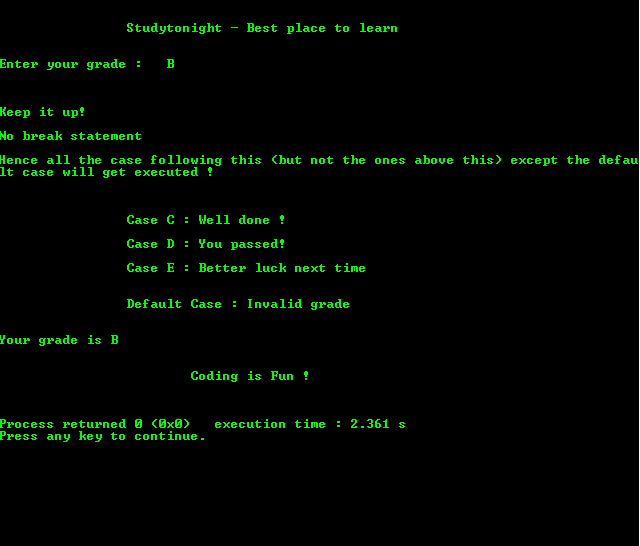 Studytonight - Best place to learn
Enter your grade :   B
Keep it up!
No break statement
Hence all the case following this (but not the ones above this) except the defau
lt case will get executed !
Case C : Well done !
Case D : You passed!
Case E : Better luck next time
Default Case : Invalid grade
Your grade is B
Coding is Fun !
Process returned 0 (0x0)   execution time : 2.361 s
Press any key to continue.